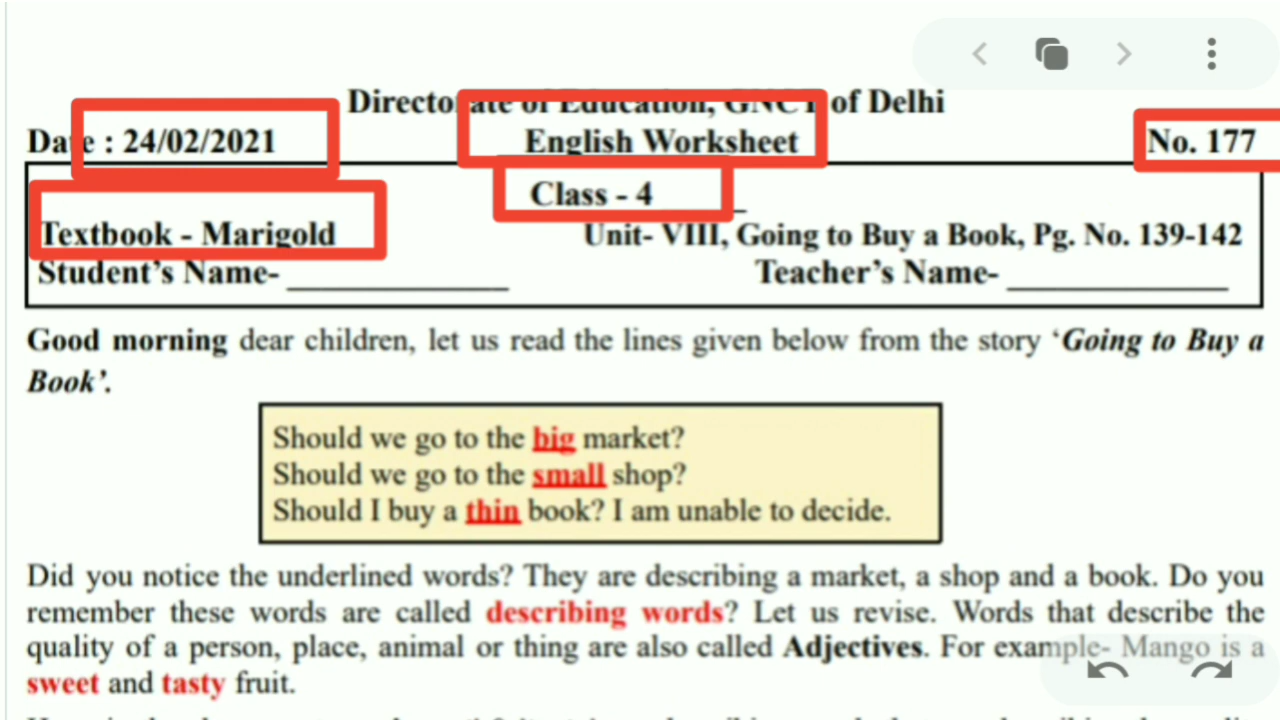 Directorate of Education, GNCT of Delhi
Date : 24/02/2021 English Worksheet No. 177
Class - 4
Textbook - Marigold Unit- VIII, Going to Buy a Book, Pg. No. 139-142
Student's Name- _______________ Teacher's Name- _______________
Good morning dear children, let us read the lines given below from the story ‘Going to Buy a
Book’.
Should we go to the big market?
Should we go to the small shop?
Should I buy a thin book? I am unable to decide.
Did you notice the underlined words? They are describing a market, a shop and a book. Do you
remember these words are called describing words? Let us revise. Words that describe the
quality of a person, place, animal or thing are also called Adjectives. For example- Mango is a
sweet and tasty fruit.